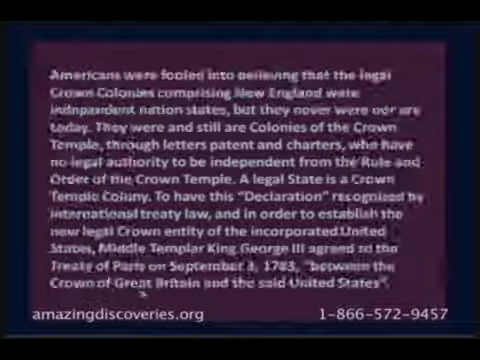 Americans were fooled into believing that the legal
Crown Colonies comprising New England were
independent nation states, but they never were nor are
today. They were and still are Colonies of the Crown
Temple, through letters patent and charters, who have
no legal authority to be independent from the Rule and
Order of the Crown Temple. A legal State is a Crown
Temple Colony. To have this "Declaration" recognized by
international treaty law, and in order to establish the
new legal Crown entity of the incorporated United
States, Middle Templar King George III agreed to the
Treaty of Paris on September 3, 1783, "between the
Crown of Great Britain and the said United States".
amazingdiscoveries.org
1-866-572-9457